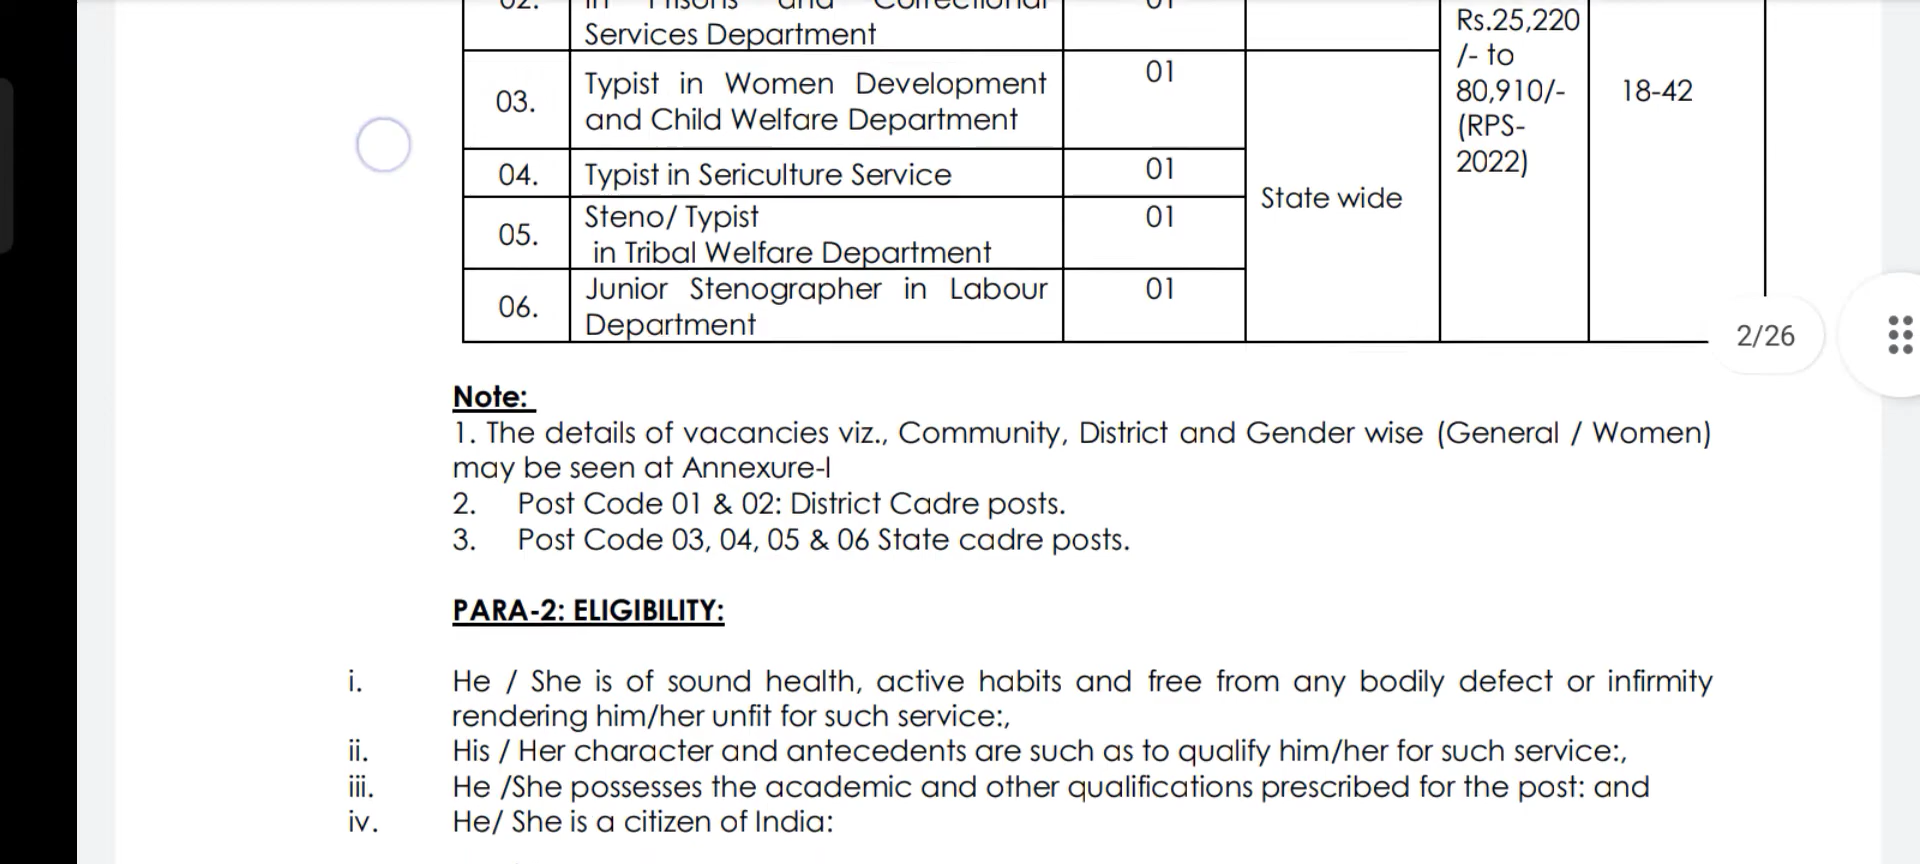 02. in Prisons and Correctional 01
Services Department
Rs.25,220
/- to
80,910/-
(RPS-
2022)
18-42
03. Typist in Women Development 01
and Child Welfare Department
04. Typist in Sericulture Service 01
State wide
05. Steno/ Typist 01
in Tribal Welfare Department
06. Junior Stenographer in Labour 01
Department
2/26
Note:
1. The details of vacancies viz., Community, District and Gender wise (General / Women)
may be seen at Annexure-I
2. Post Code 01 & 02: District Cadre posts.
3. Post Code 03, 04, 05 & 06 State cadre posts.
PARA-2: ELIGIBILITY:
i. He / She is of sound health, active habits and free from any bodily defect or infirmity
rendering him/her unfit for such service:,
ii. His / Her character and antecedents are such as to qualify him/her for such service:,
iii. He /She possesses the academic and other qualifications prescribed for the post: and
iv. He/ She is a citizen of India: